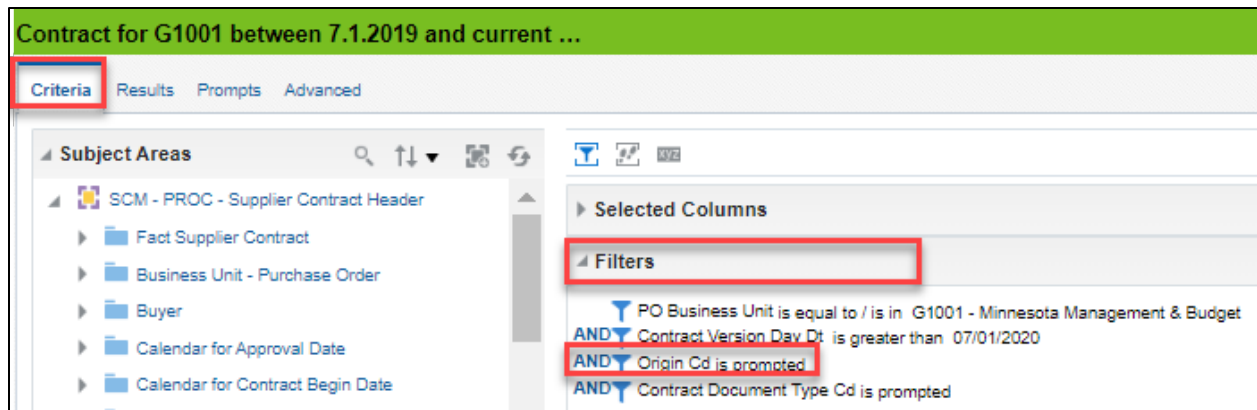 Contract for G1001 between 7.1.2019 and current ...
Criteria Results Prompts Advanced
Subject Areas
SCM - PROC - Supplier Contract Header
Fact Supplier Contract
Business Unit - Purchase Order
Buyer
Calendar for Approval Date
Calendar for Contract Begin Date
xyz
Selected Columns
Filters
PO Business Unit is equal to / is in G1001 - Minnesota Management & Budget
AND Contract Version Day Dt is greater than 07/01/2020
AND Origin Cd is prompted
AND Contract Document Type Cd is prompted